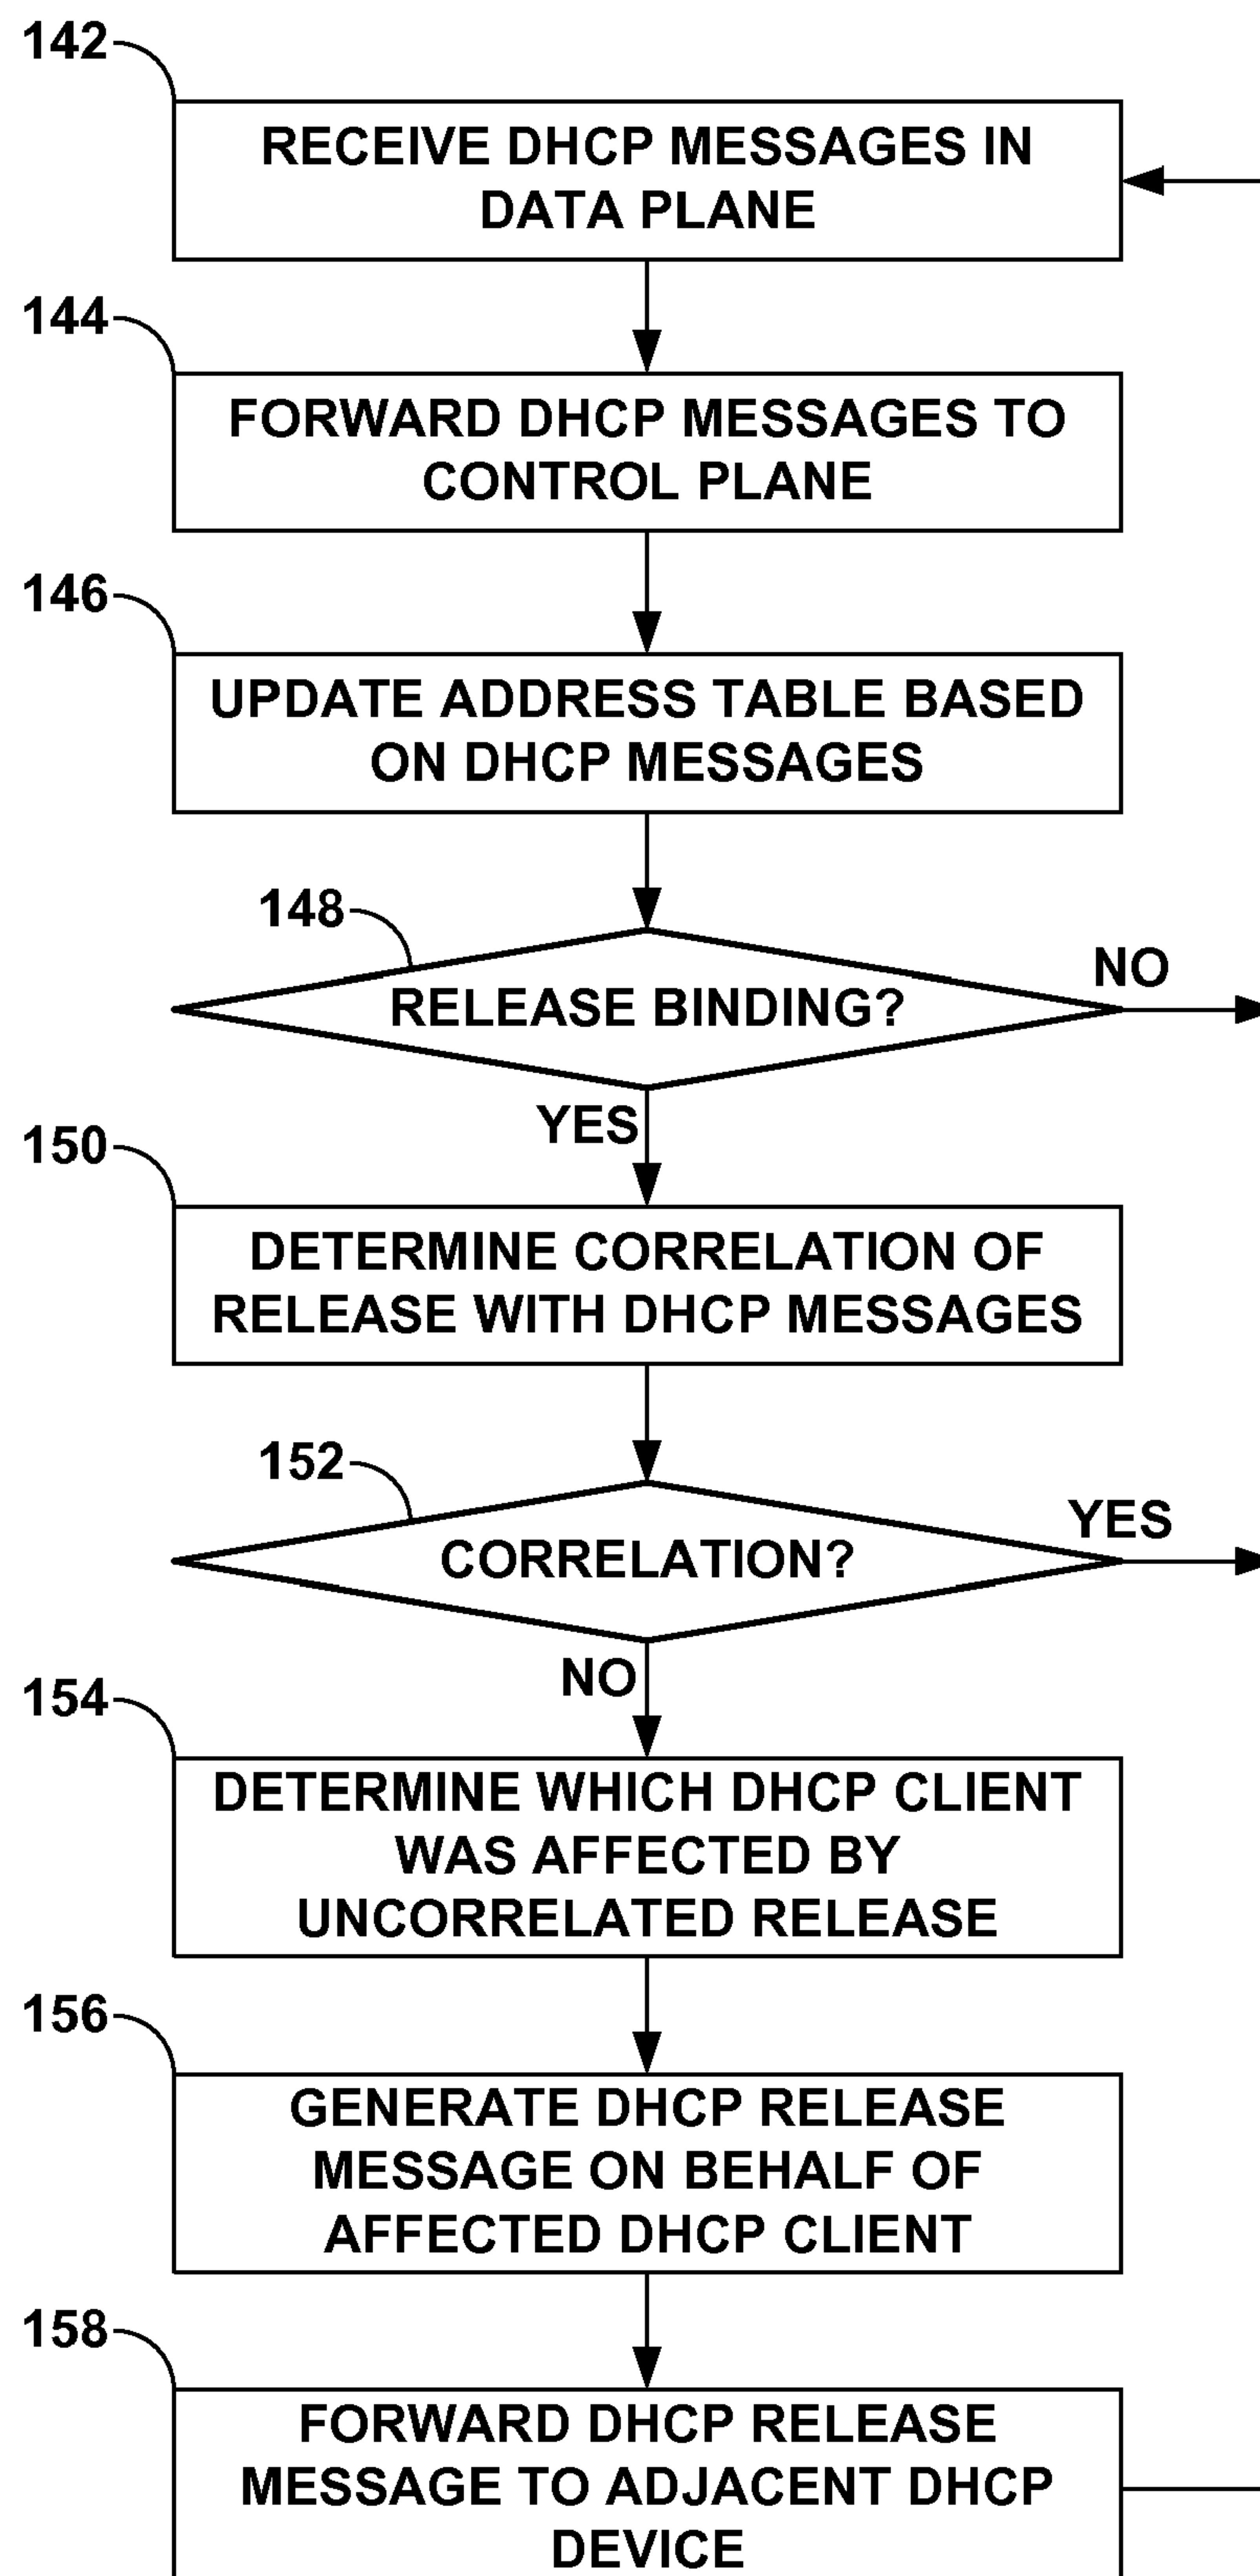 142
RECEIVE DHCP MESSAGES IN
DATA PLANE
144
FORWARD DHCP MESSAGES TO
CONTROL PLANE
146
UPDATE ADDRESS TABLE BASED
ON DHCP MESSAGES
148
RELEASE BINDING?
NO
YES
150
DETERMINE CORRELATION OF
RELEASE WITH DHCP MESSAGES
152
CORRELATION?
YES
NO
154
DETERMINE WHICH DHCP CLIENT
WAS AFFECTED BY
UNCORRELATED RELEASE
156
GENERATE DHCP RELEASE
MESSAGE ON BEHALF OF
AFFECTED DHCP CLIENT
158
FORWARD DHCP RELEASE
MESSAGE TO ADJACENT DHCP
DEVICE